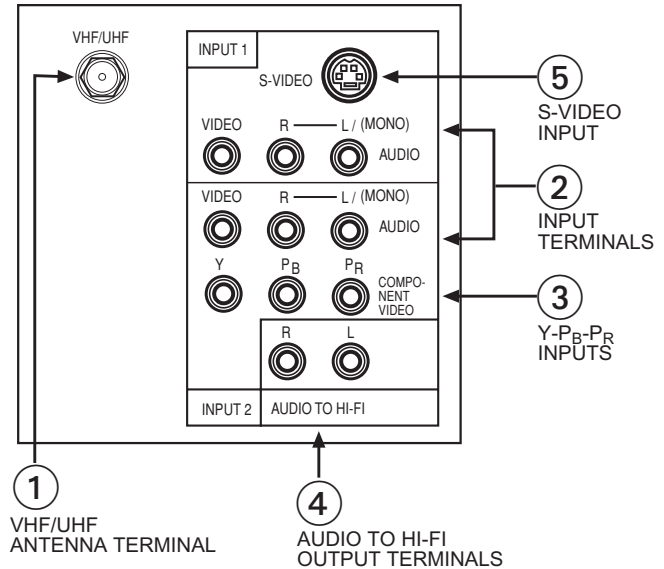 VHF/UHF
INPUT 1
S-VIDEO
VIDEO R L / (MONO)
AUDIO
VIDEO R L / (MONO)
AUDIO
Y PB PR
COMPO-
NENT
VIDEO
R L
INPUT 2 AUDIO TO HI-FI
5
S-VIDEO
INPUT
2
INPUT
TERMINALS
3
Y-PB-PR
INPUTS
1
VHF/UHF
ANTENNA TERMINAL
4
AUDIO TO HI-FI
OUTPUT TERMINALS